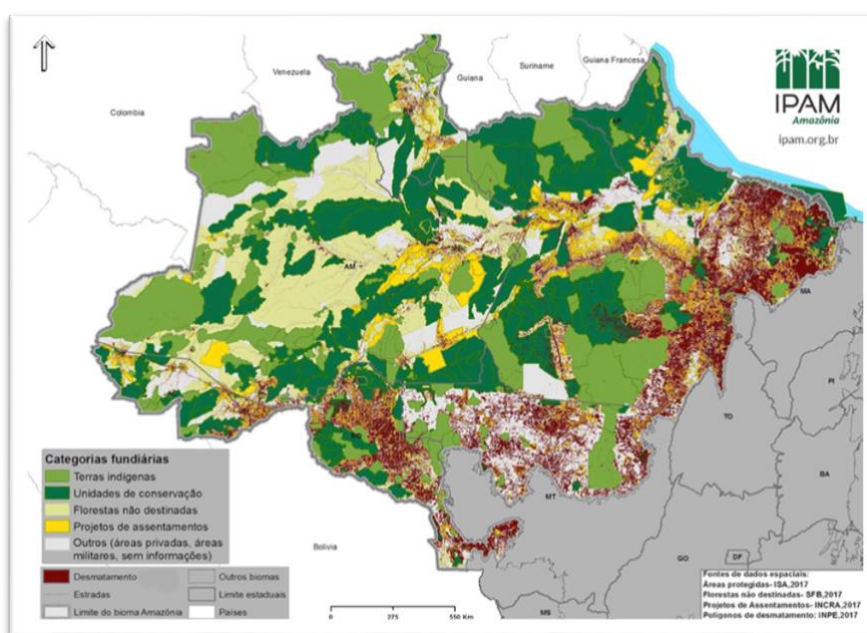 Venezuela
Suriname
Guiana Francesa
Guiana
Colombia
IPAM
Amazônia
ipam.org.br
AP
AM
MA
PI
TO
BA
MT
GO
DF
MS
Bolivia
Categorias fundiárias
Terras indígenas
Unidades de conservação
Florestas não destinadas
Projetos de assentamentos
Outros (áreas privadas, áreas
militares, sem informações)
Desmatamento
Outros biomas
Estradas
Limite estaduais
Limite do bioma Amazônia
Países
0 275 550 Km
Fontes de dados espaciais:
Áreas protegidas- ISA,2017
Florestas não destinadas- SFB,2017
Projetos de Assentamentos- INCRA,2017
Polígonos de desmatamento: INPE,2017